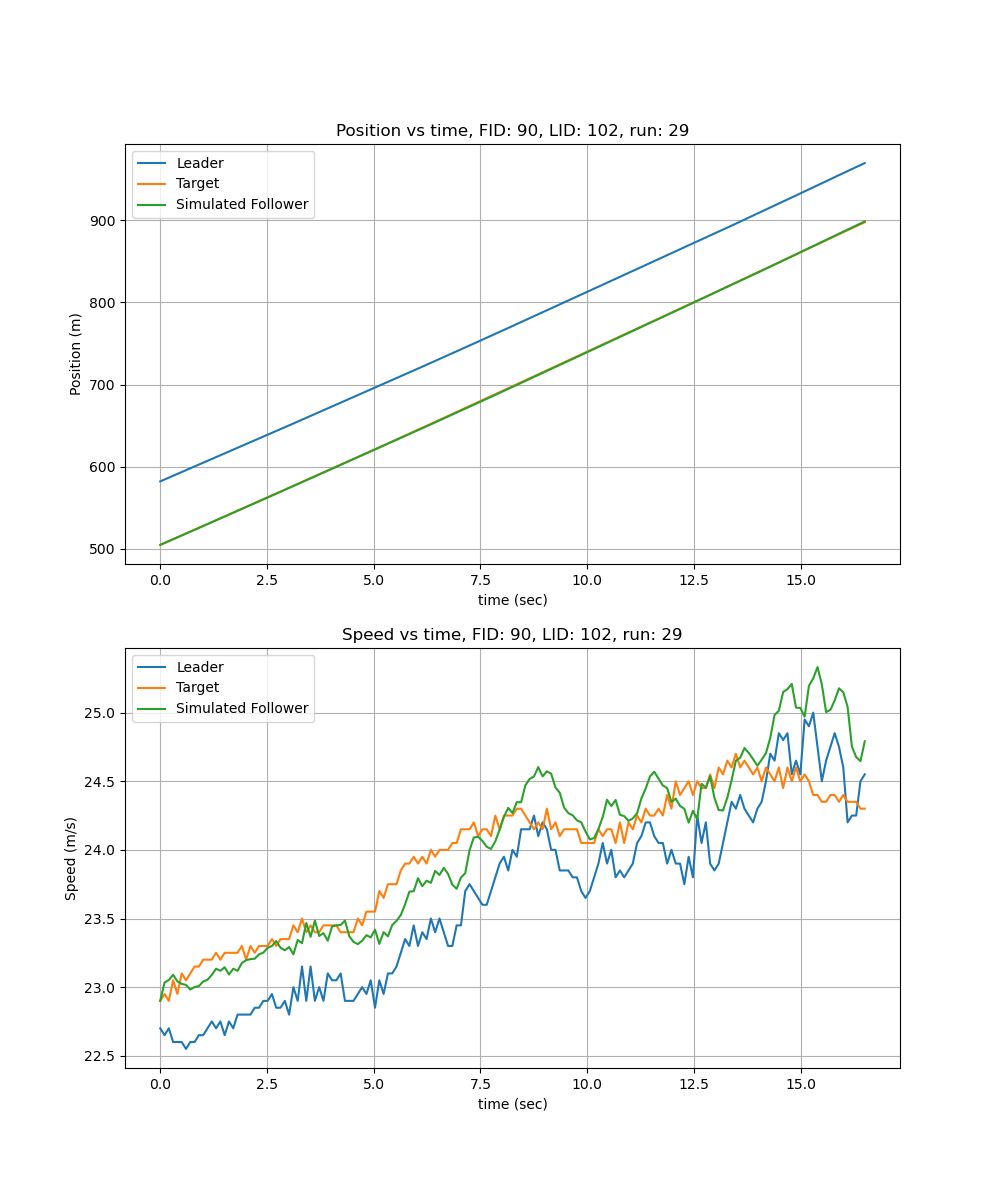 Position vs time, FID: 90, LID: 102, run: 29
Leader
Target
Simulated Follower
Position (m)
900
800
700
600
500
0.0 2.5 5.0 7.5 10.0 12.5 15.0
time (sec)
Speed vs time, FID: 90, LID: 102, run: 29
Leader
Target
Simulated Follower
Speed (m/s)
25.0
24.5
24.0
23.5
23.0
22.5
0.0 2.5 5.0 7.5 10.0 12.5 15.0
time (sec)